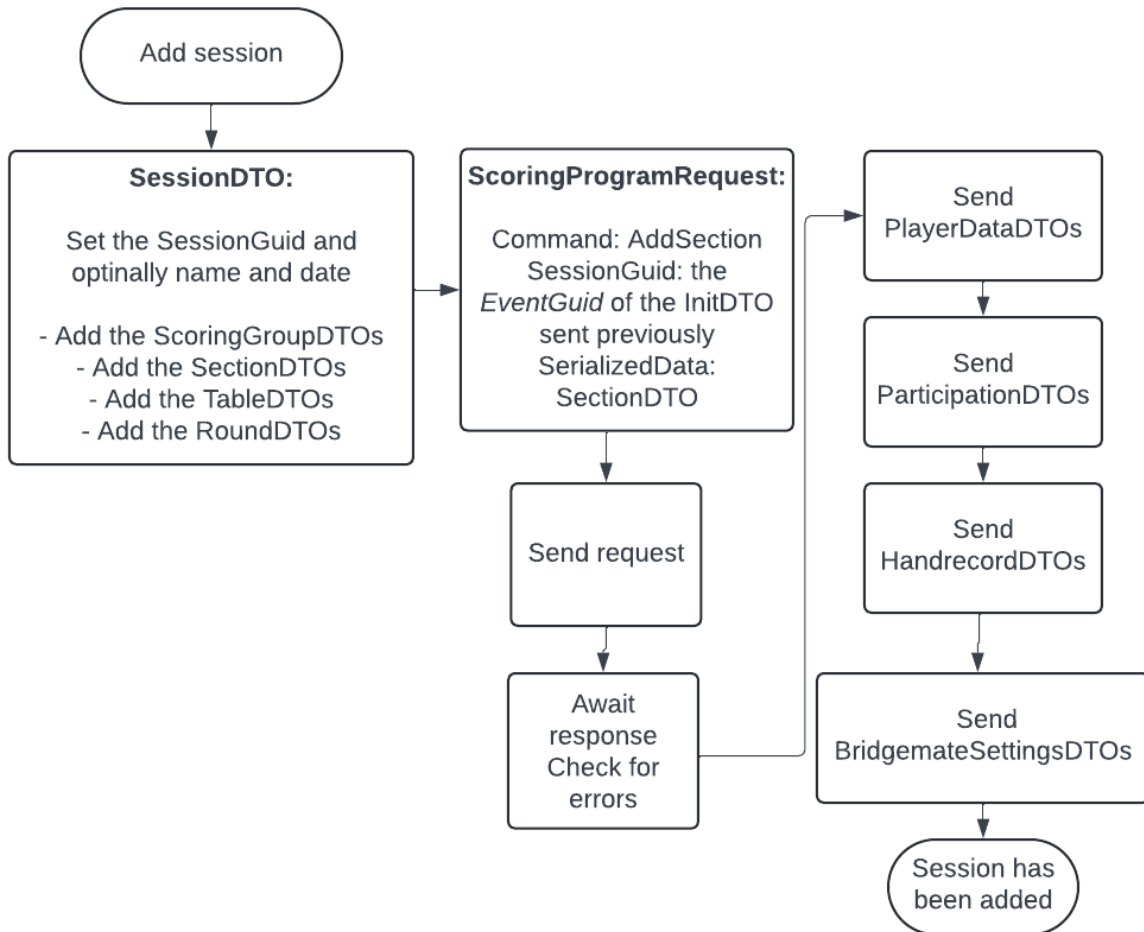 Add session
SessionDTO:
Set the SessionGuid and
optinally name and date
- Add the ScoringGroupDTOs
- Add the SectionDTOs
- Add the TableDTOs
- Add the RoundDTOs
ScoringProgramRequest:
Command: AddSection
SessionGuid: the
EventGuid of the InitDTO
sent previously
SerializedData:
SectionDTO
Send request
Await
response
Check for
errors
Send
PlayerDataDTOs
Send
ParticipationDTOs
Send
HandrecordDTOs
Send
BridgemateSettingsDTOs
Session has
been added